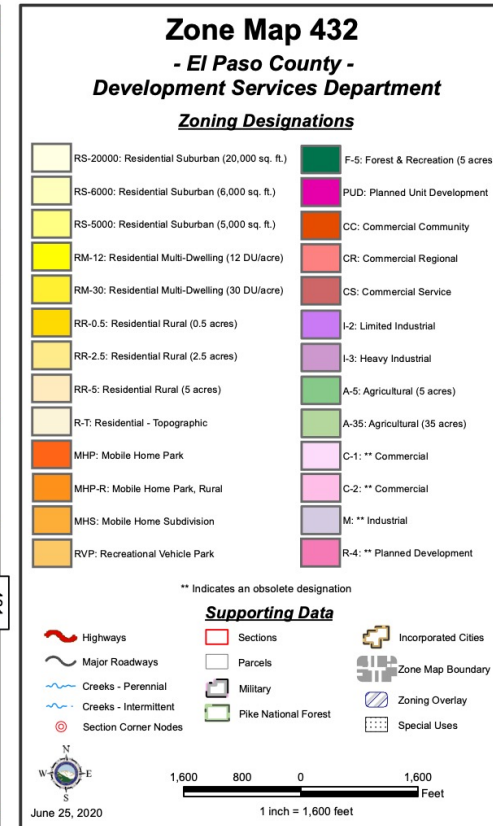 Zone Map 432
- El Paso County -
Development Services Department
Zoning Designations
RS-20000: Residential Suburban (20,000 sq. ft.)
RS-6000: Residential Suburban (6,000 sq. ft.)
RS-5000: Residential Suburban (5,000 sq. ft.)
RM-12: Residential Multi-Dwelling (12 DU/acre)
RM-30: Residential Multi-Dwelling (30 DU/acre)
RR-0.5: Residential Rural (0.5 acres)
RR-2.5: Residential Rural (2.5 acres)
RR-5: Residential Rural (5 acres)
R-T: Residential - Topographic
MHP: Mobile Home Park
MHP-R: Mobile Home Park, Rural
MHS: Mobile Home Subdivision
RVP: Recreational Vehicle Park
F-5: Forest & Recreation (5 acres
PUD: Planned Unit Development
CC: Commercial Community
CR: Commercial Regional
CS: Commercial Service
I-2: Limited Industrial
I-3: Heavy Industrial
A-5: Agricultural (5 acres)
A-35: Agricultural (35 acres)
C-1: ** Commercial
C-2: ** Commercial
M: ** Industrial
R-4: ** Planned Development
** Indicates an obsolete designation
Supporting Data
Highways
Major Roadways
Creeks - Perennial
Creeks - Intermittent
Section Corner Nodes
Sections
Parcels
Military
Pike National Forest
Incorporated Cities
Zone Map Boundary
Zoning Overlay
Special Uses
N
W E
S
June 25, 2020
1,600 800 0 1,600
Feet
1 inch = 1,600 feet